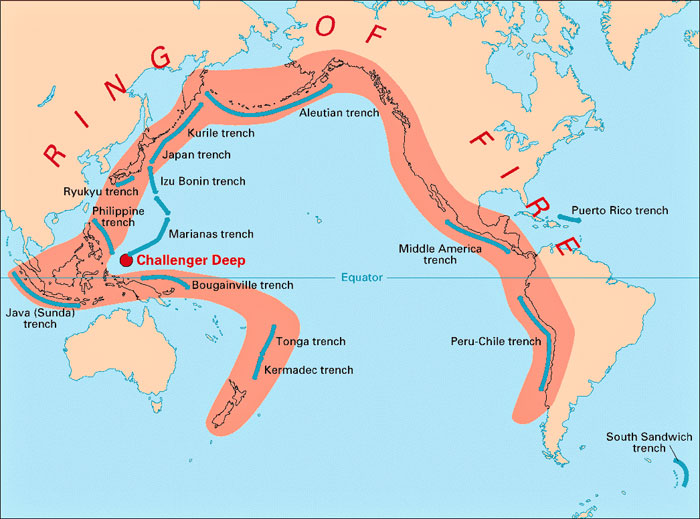 RING OF FIRE
Aleutian trench
Kurile trench
Japan trench
Izu Bonin trench
Ryukyu trench
Philippine
trench
Marianas trench
Challenger Deep
Puerto Rico trench
Middle America
trench
Equator
Bougainville trench
Java (Sunda)
trench
Tonga trench
Kermadec trench
Peru-Chile trench
South Sandwich
trench